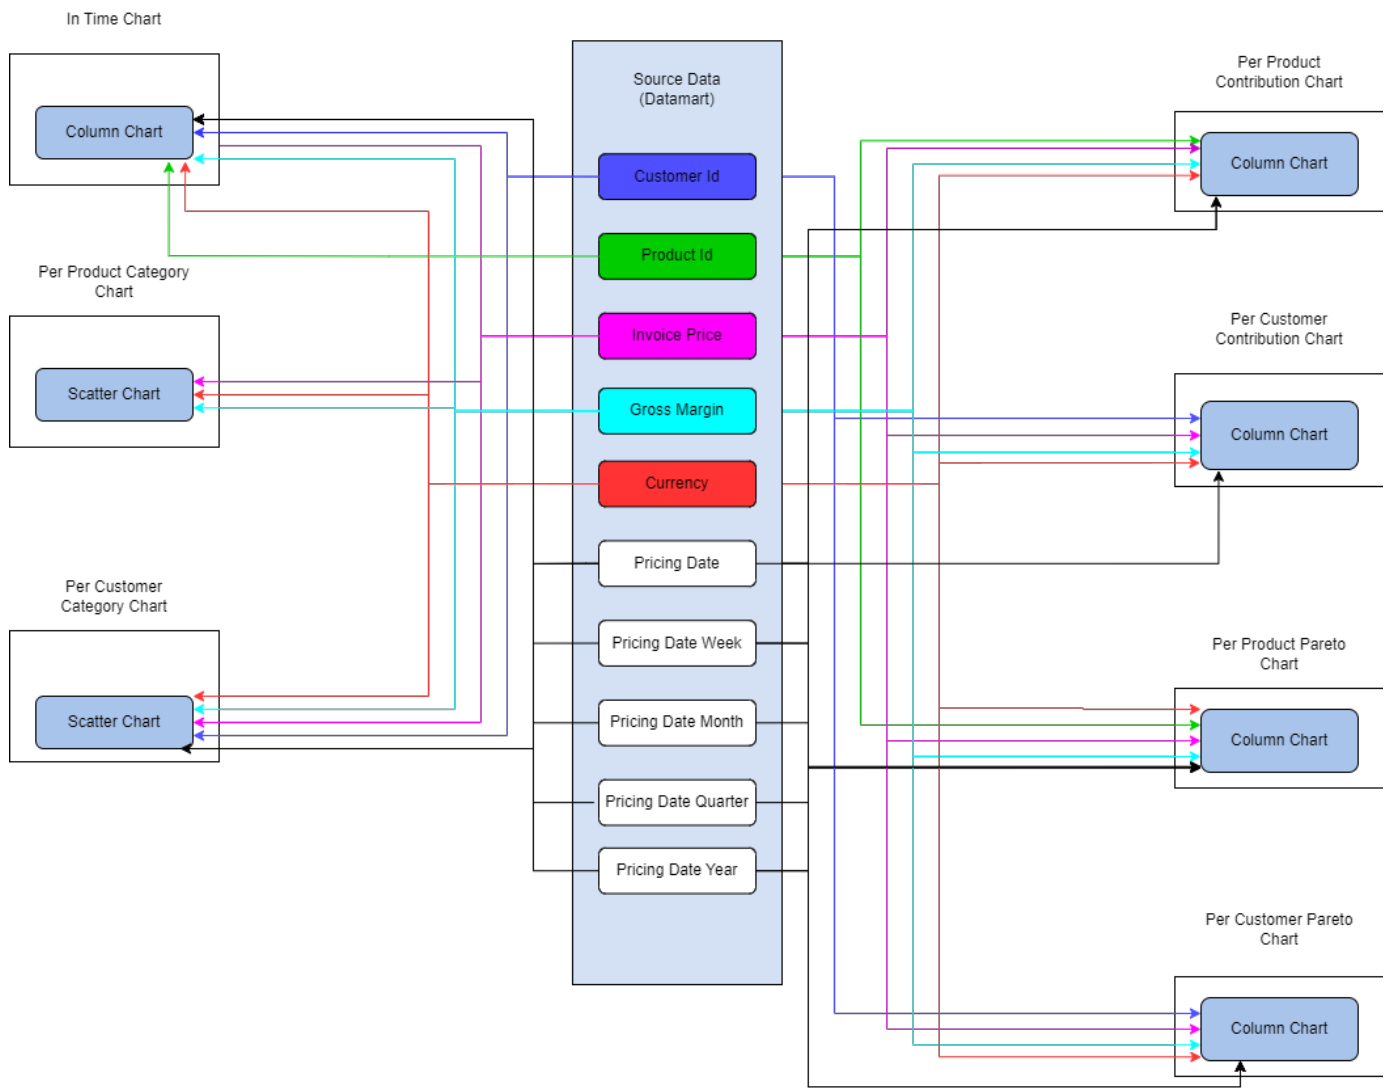 In Time Chart
Column Chart
Per Product Category
Chart
Scatter Chart
Per Customer
Category Chart
Scatter Chart
Source Data
(Datamart)
Customer Id
Product Id
Invoice Price
Gross Margin
Currency
Pricing Date
Pricing Date Week
Pricing Date Month
Pricing Date Quarter
Pricing Date Year
Per Product
Contribution Chart
Column Chart
Per Customer
Contribution Chart
Column Chart
Per Product Pareto
Chart
Column Chart
Per Customer Pareto
Chart
Column Chart